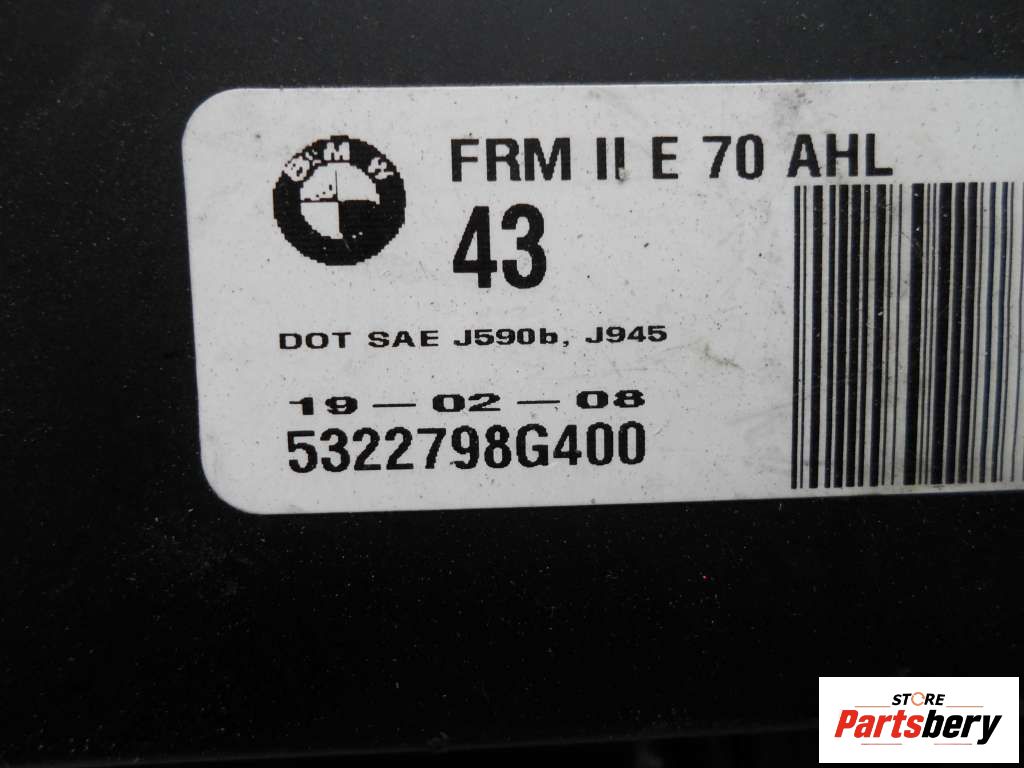 BMW
FRM II E 70 AHL
43
DOT SAE J590b, J945
19 — 02 — 08
5322798G400
STORE
Partsbery